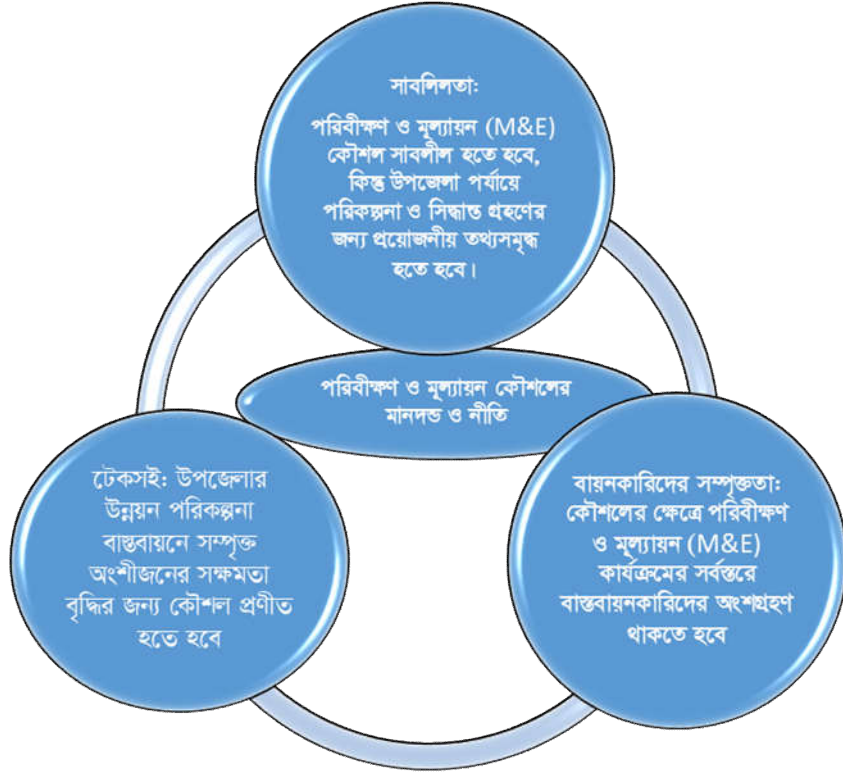 সাবলিলতা:
পরিবীক্ষণ ও মূল্যায়ন (M&E)
কৌশল সাবলীল হতে হবে,
কিন্তু উপজেলা পর্যায়ে
পরিকল্পনা ও সিদ্ধান্ত গ্রহণের
জন্য প্রয়োজনীয় তথ্যসমৃদ্ধ
হতে হবে।
পরিবীক্ষণ ও মূল্যায়ন কৌশলের
মানদন্ড ও নীতি
টেকসই: উপজেলার
উন্নয়ন পরিকল্পনা
বাস্তবায়নে সম্পৃক্ত
অংশীজনের সক্ষমতা
বৃদ্ধির জন্য কৌশল প্রণীত
হতে হবে
বায়নকারিদের সম্পৃক্ততা:
কৌশলের ক্ষেত্রে পরিবীক্ষণ
ও মূল্যায়ন (M&E)
কার্যক্রমের সর্বস্তরে
বাস্তবায়নকারিদের অংশগ্রহণ
থাকতে হবে